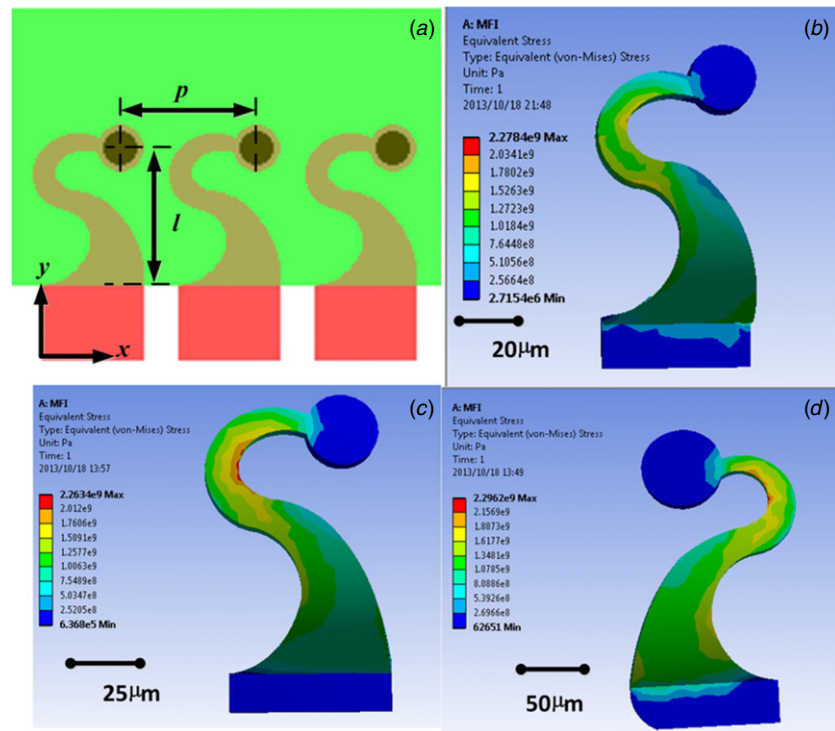 (a)
p
l
y
x
(b)
A: MFI
Equivalent Stress
Type: Equivalent (von-Mises) Stress
Unit: Pa
Time: 1
2013/10/18 21:48
2.2784e9 Max
2.0341e9
1.7802e9
1.5263e9
1.2723e9
1.0184e9
7.6448e8
5.1056e8
2.5664e8
2.7154e6 Min
20μm
(c)
A: MFI
Equivalent Stress
Type: Equivalent (von-Mises) Stress
Unit: Pa
Time: 1
2013/10/18 13:57
2.2634e9 Max
2.012e9
1.7606e9
1.5091e9
1.2577e9
1.0063e9
7.5489e8
5.0347e8
2.5205e8
6.368e5 Min
25μm
(d)
A: MFI
Equivalent Stress
Type: Equivalent (von-Mises) Stress
Unit: Pa
Time: 1
2013/10/18 13:49
2.2962e9 Max
2.1569e9
1.8873e9
1.6177e9
1.3481e9
1.0785e9
8.0886e8
5.3926e8
2.6966e8
62651 Min
50μm